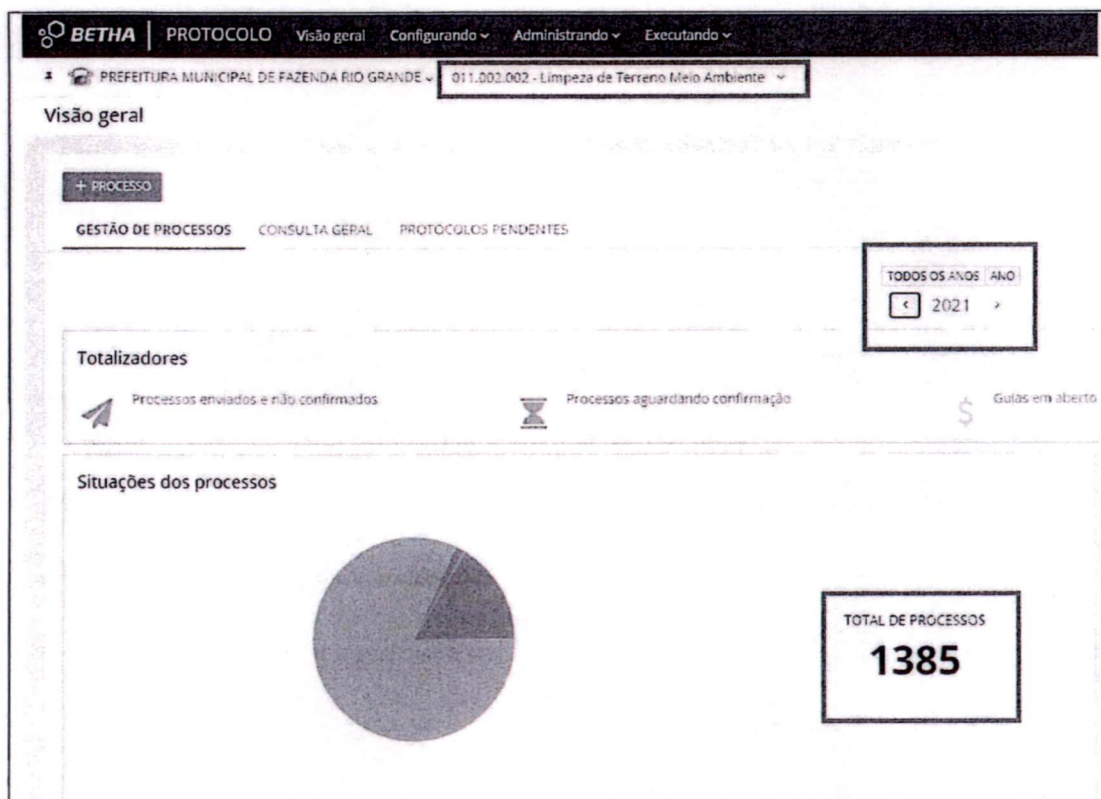 BETHA | PROTOCOLO Visão geral Configurando Administrando Executando
PREFEITURA MUNICIPAL DE FAZENDA RIO GRANDE 011.002.002 - Limpeza de Terreno Meio Ambiente
Visão geral
+ PROCESSO
GESTÃO DE PROCESSOS CONSULTA GERAL PROTOCOLOS PENDENTES
TODOS OS ANOS ANO
< 2021 >
Totalizadores
Processos enviados e não confirmados Processos aguardando confirmação $ Guias em aberto
Situações dos processos
TOTAL DE PROCESSOS
1385